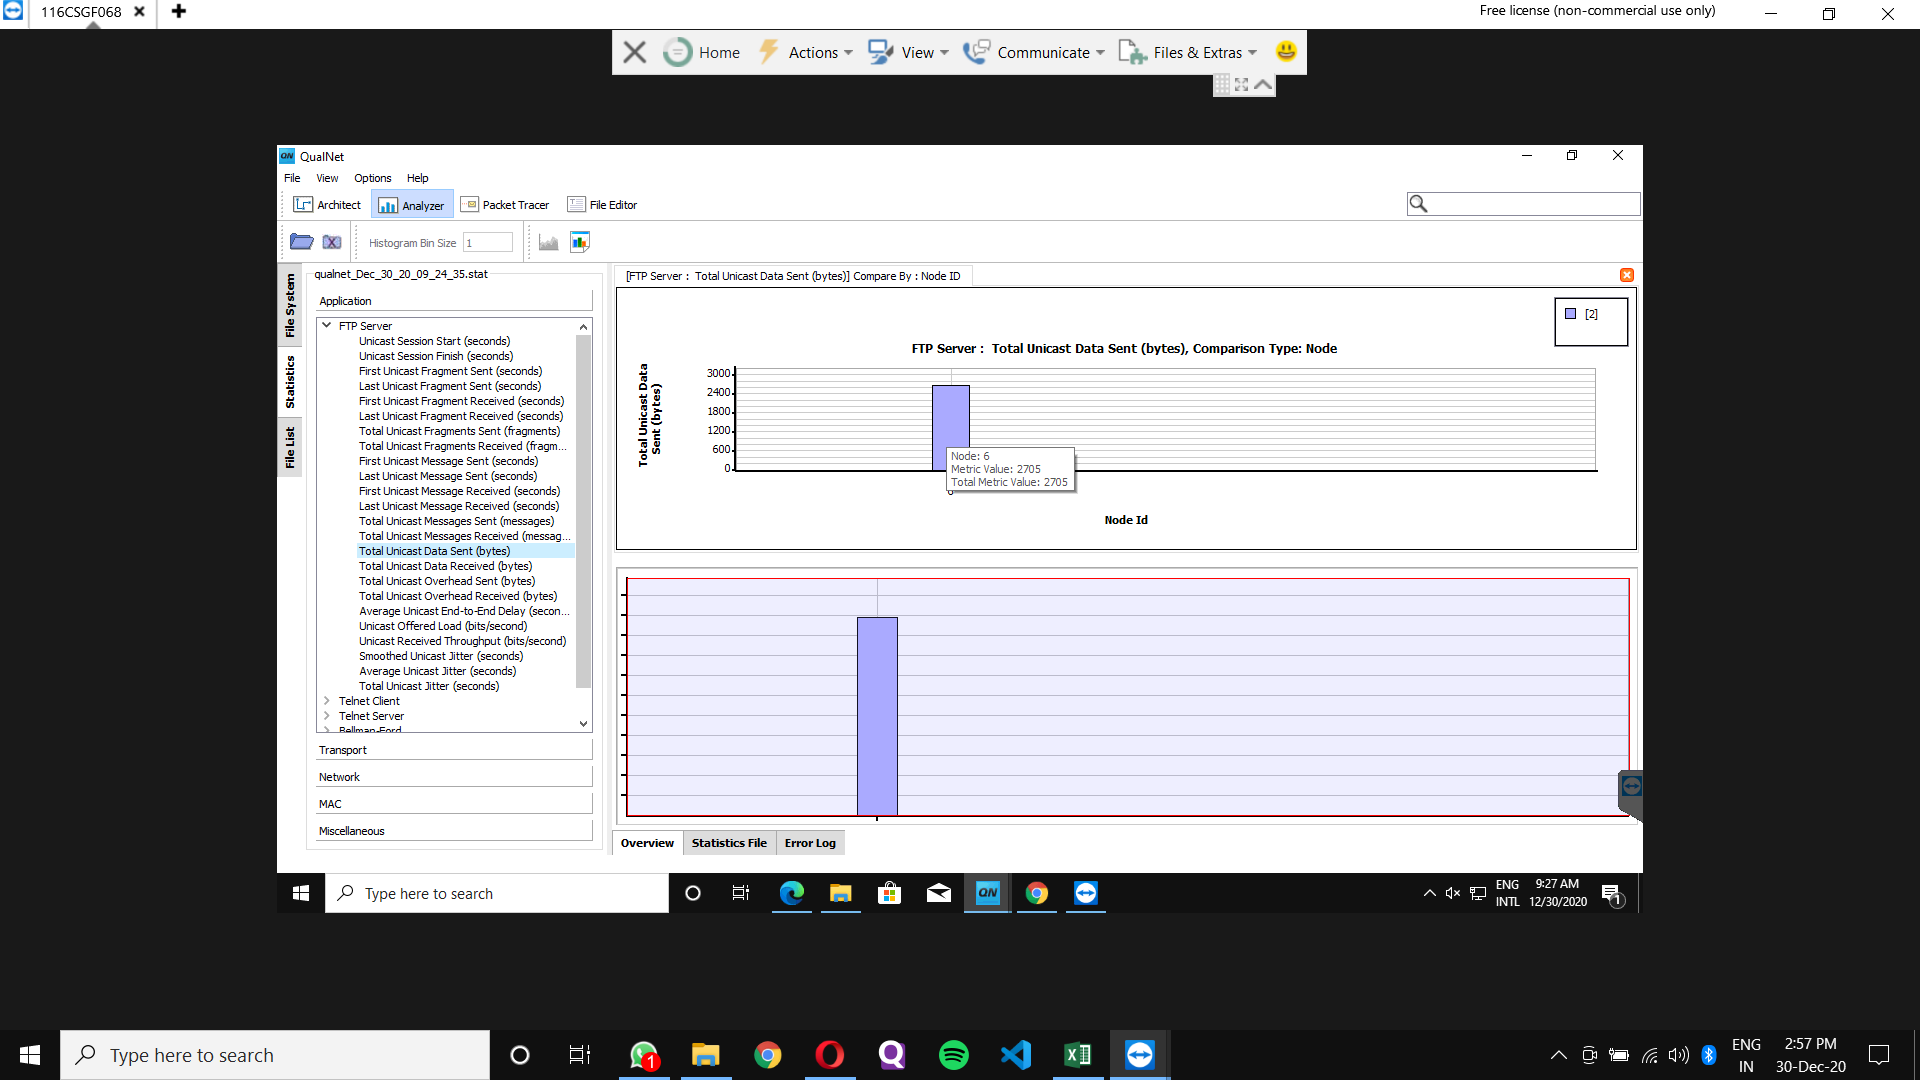 116CSGF068
Free license (non-commercial use only)
Home
Actions
View
Communicate
Files & Extras
QN QualNet
File View Options Help
Architect
Analyzer
Packet Tracer
File Editor
Histogram Bin Size 1
File System
Statistics
File List
qualnet_Dec_30_20_09_24_35.stat
Application
FTP Server
Unicast Session Start (seconds)
Unicast Session Finish (seconds)
First Unicast Fragment Sent (seconds)
Last Unicast Fragment Sent (seconds)
First Unicast Fragment Received (seconds)
Last Unicast Fragment Received (seconds)
Total Unicast Fragments Sent (fragments)
Total Unicast Fragments Received (fragm...
First Unicast Message Sent (seconds)
Last Unicast Message Sent (seconds)
First Unicast Message Received (seconds)
Last Unicast Message Received (seconds)
Total Unicast Messages Sent (messages)
Total Unicast Messages Received (messag...
Total Unicast Data Sent (bytes)
Total Unicast Data Received (bytes)
Total Unicast Overhead Sent (bytes)
Total Unicast Overhead Received (bytes)
Average Unicast End-to-End Delay (secon...
Unicast Offered Load (bits/second)
Unicast Received Throughput (bits/second)
Smoothed Unicast Jitter (seconds)
Average Unicast Jitter (seconds)
Total Unicast Jitter (seconds)
Telnet Client
Telnet Server
Bellman-Ford
Transport
Network
MAC
Miscellaneous
[FTP Server : Total Unicast Data Sent (bytes)] Compare By : Node ID
[2]
FTP Server : Total Unicast Data Sent (bytes), Comparison Type: Node
Total Unicast Data
Sent (bytes)
3000
2400
1800
1200
600
0
Node: 6
Metric Value: 2705
Total Metric Value: 2705
Node Id
Overview
Statistics File
Error Log
Type here to search
QN
ENG
INTL
9:27 AM
12/30/2020
1
Type here to search
1
ENG
IN
2:57 PM
30-Dec-20